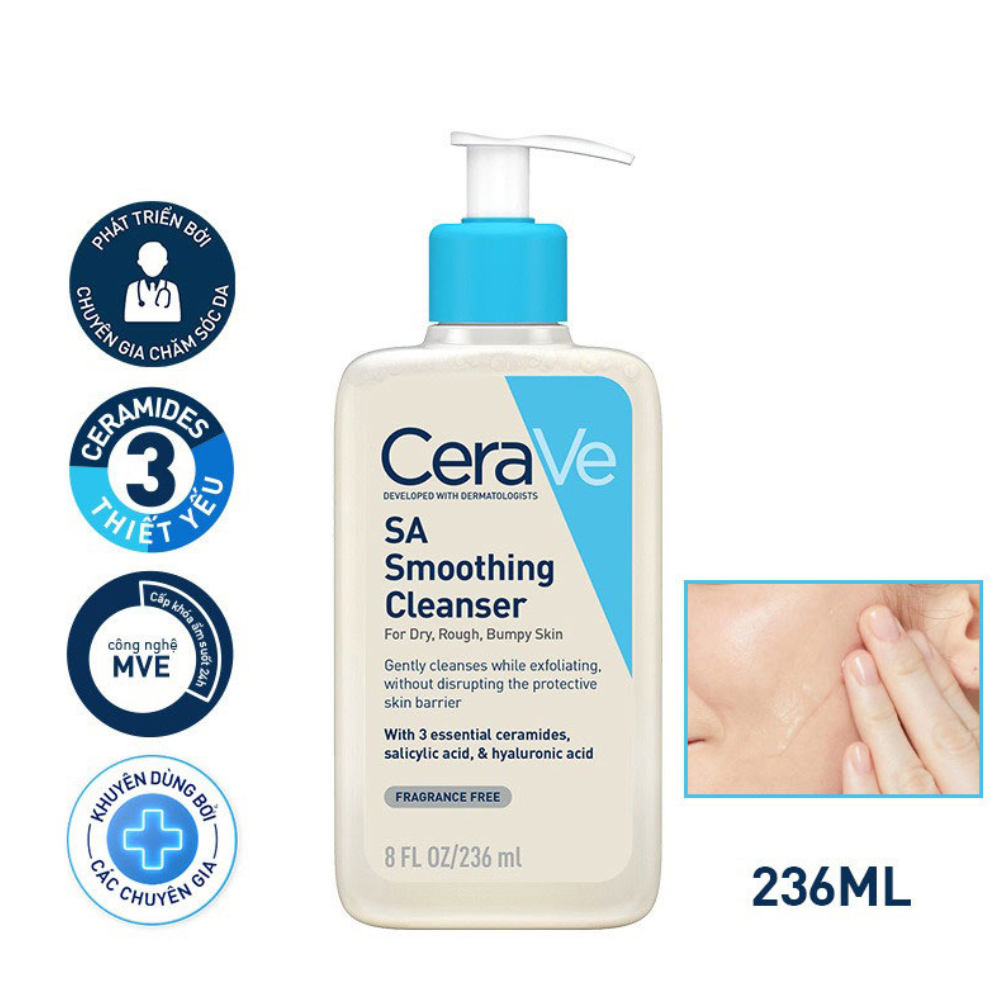 PHÁT TRIỂN BỞI
CHUYÊN GIA CHĂM SÓC DA
CERAMIDES
3
THIẾT YẾU
Cấp khóa ẩm suốt 24h
công nghệ
MVE
KHUYÊN DÙNG BỞI
CÁC CHUYÊN GIA
CeraVe
DEVELOPED WITH DERMATOLOGISTS
SA
Smoothing
Cleanser
For Dry, Rough, Bumpy Skin
Gently cleanses while exfoliating,
without disrupting the protective
skin barrier
With 3 essential ceramides,
salicylic acid, & hyaluronic acid
FRAGRANCE FREE
8 FL OZ/236 ml
236ML